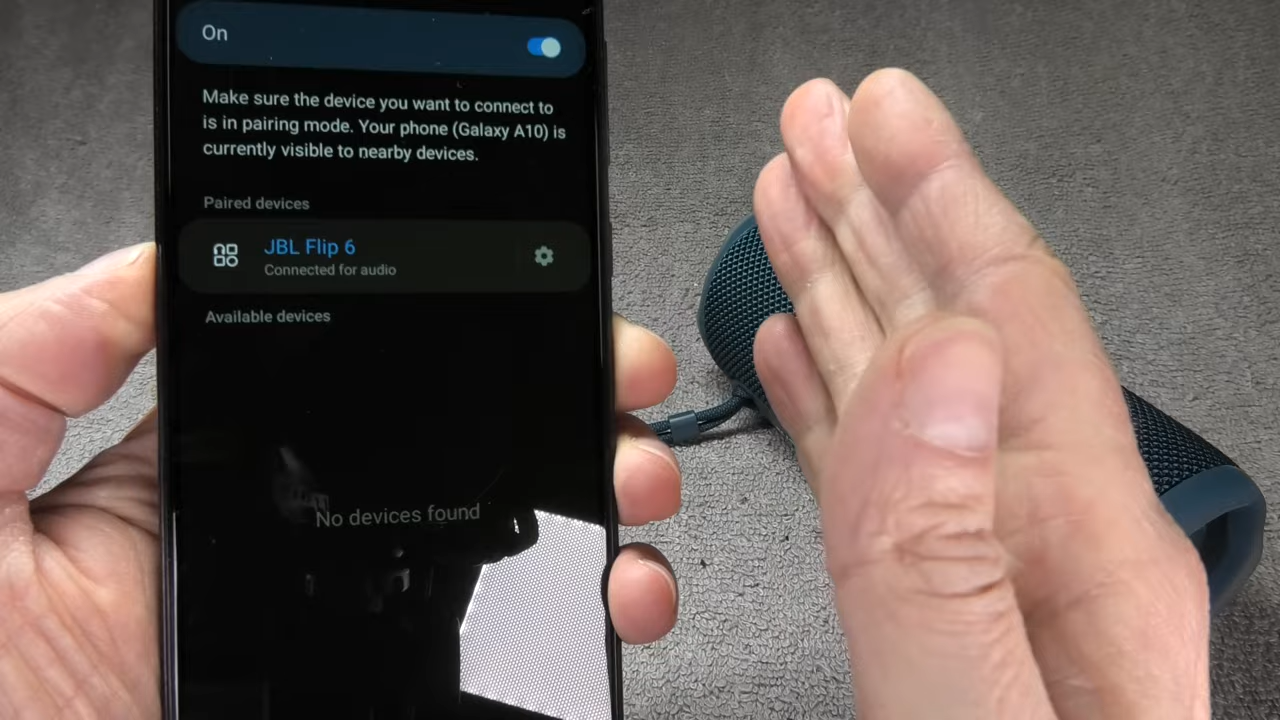 On
Make sure the device you want to connect to
is in pairing mode. Your phone (Galaxy A10) is
currently visible to nearby devices.
Paired devices
JBL Flip 6
Connected for audio
Available devices
No devices found